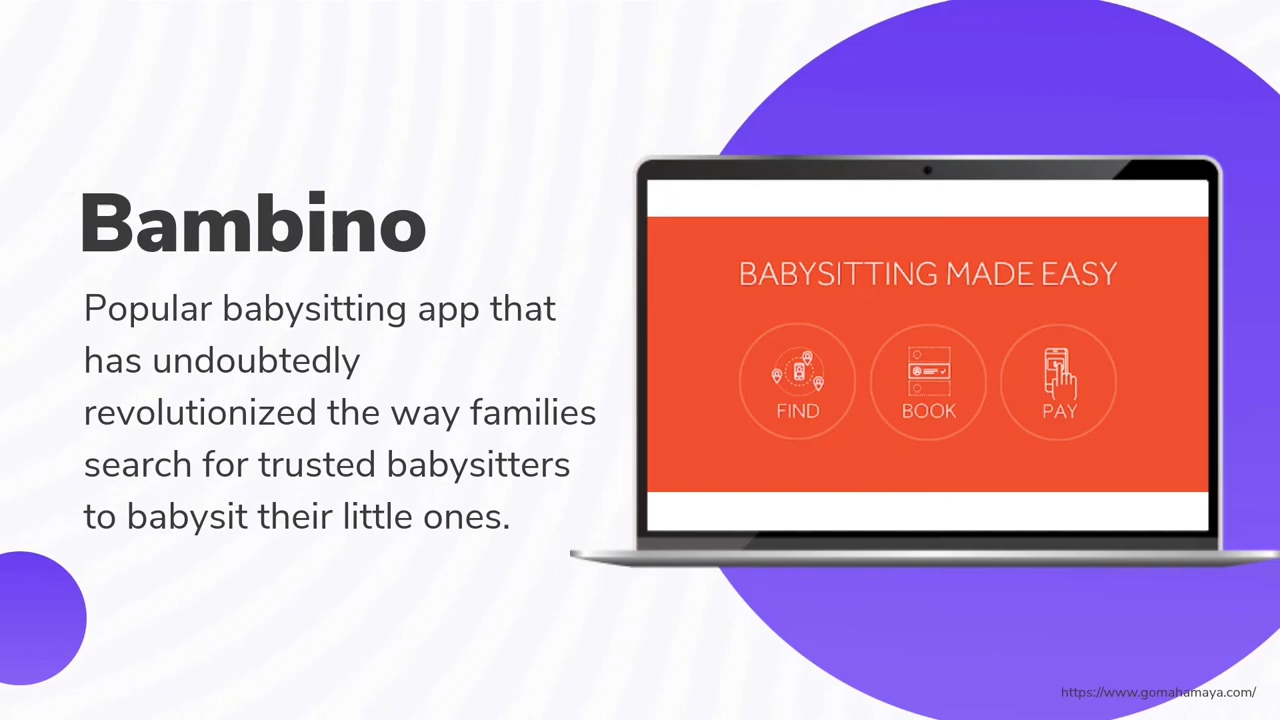 Bambino
Popular babysitting app that
has undoubtedly
revolutionized the way families
search for trusted babysitters
to babysit their little ones.
BABYSITTING MADE EASY
FIND
BOOK
PAY
https://www.gomahamaya.com/